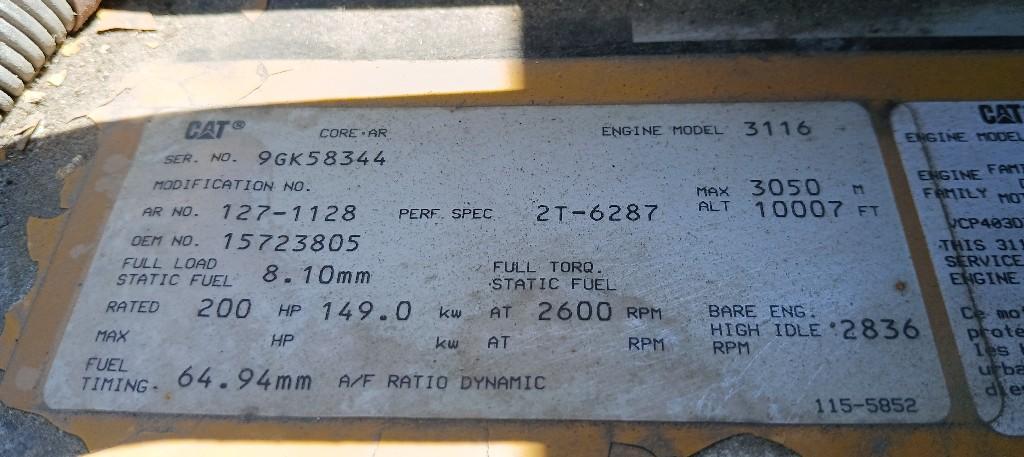 CAT® CORE·AR ENGINE MODEL 3116
SER. NO. 9GK58344
MODIFICATION NO.
MAX ALT 3050 M 10007 FT
AR NO. 127-1128 PERF. SPEC 2T-6287
OEM NO. 15723805
FULL LOAD
STATIC FUEL 8.10mm
FULL TORQ.
STATIC FUEL
RATED 200 HP 149.0 kw AT 2600 RPM
MAX HP kw AT RPM
BARE ENG.
HIGH IDLE 2836
RPM
FUEL
TIMING. 64.94mm A/F RATIO DYNAMIC
115-5852
CAT
ENGINE MODEL
ENGINE
FAMILY
THIS
SERVICE
ENGINE
Ce
les